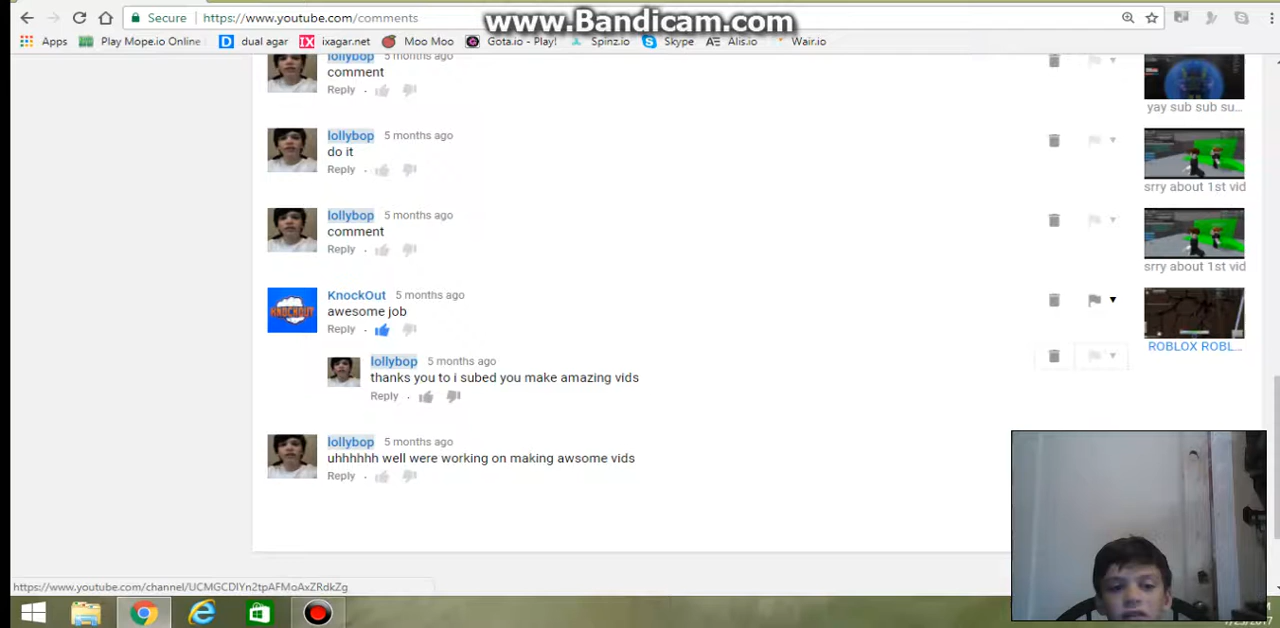 www.Bandicam.com
Secure https://www.youtube.com/comments
Apps Play Mope.io Online dual agar ixagar.net Moo Moo Gota.io - Play! Spinz.io Skype Alis.io Wair.io
lollybop 5 months ago
comment
Reply
yay sub sub su...
lollybop 5 months ago
do it
Reply
srry about 1st vid
lollybop 5 months ago
comment
Reply
srry about 1st vid
KnockOut 5 months ago
KNOCKOUT
awesome job
Reply
ROBLOX ROBL...
lollybop 5 months ago
thanks you to i subed you make amazing vids
Reply
lollybop 5 months ago
uhhhhhh well were working on making awsome vids
Reply
https://www.youtube.com/channel/UCMGCDIYn2tpAFMoAxZRdkZg